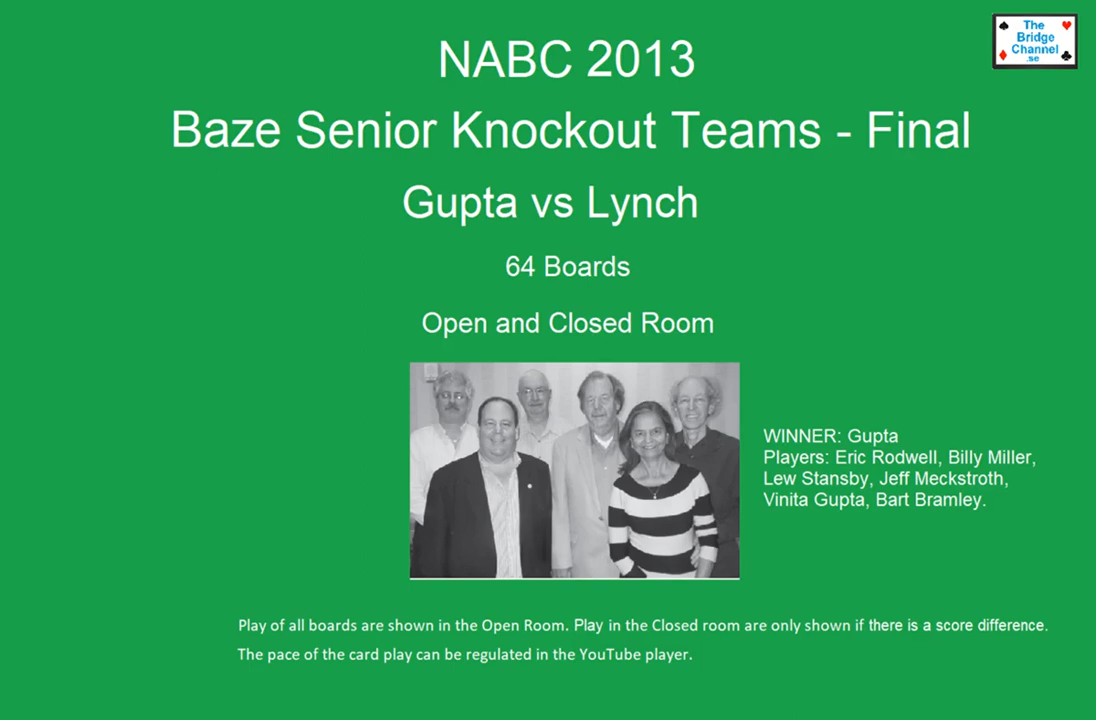 The
Bridge
Channel
.se
NABC 2013
Baze Senior Knockout Teams - Final
Gupta vs Lynch
64 Boards
Open and Closed Room
WINNER: Gupta
Players: Eric Rodwell, Billy Miller,
Lew Stansby, Jeff Meckstroth,
Vinita Gupta, Bart Bramley.
Play of all boards are shown in the Open Room. Play in the Closed room are only shown if there is a score difference.
The pace of the card play can be regulated in the YouTube player.